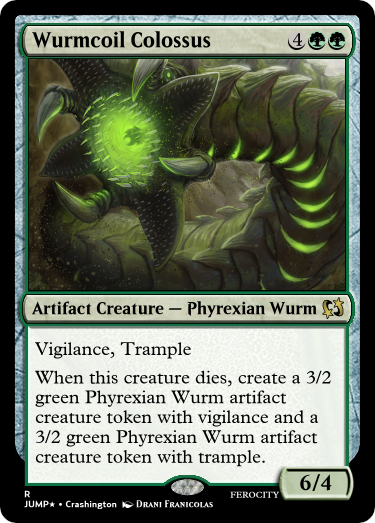 Wurmcoil Colossus 4
Artifact Creature — Phyrexian Wurm
Vigilance, Trample
When this creature dies, create a 3/2
green Phyrexian Wurm artifact
creature token with vigilance and a
3/2 green Phyrexian Wurm artifact
creature token with trample.
6/4
R FEROCITY
JUMP★ • Crashington Drani Franicolas